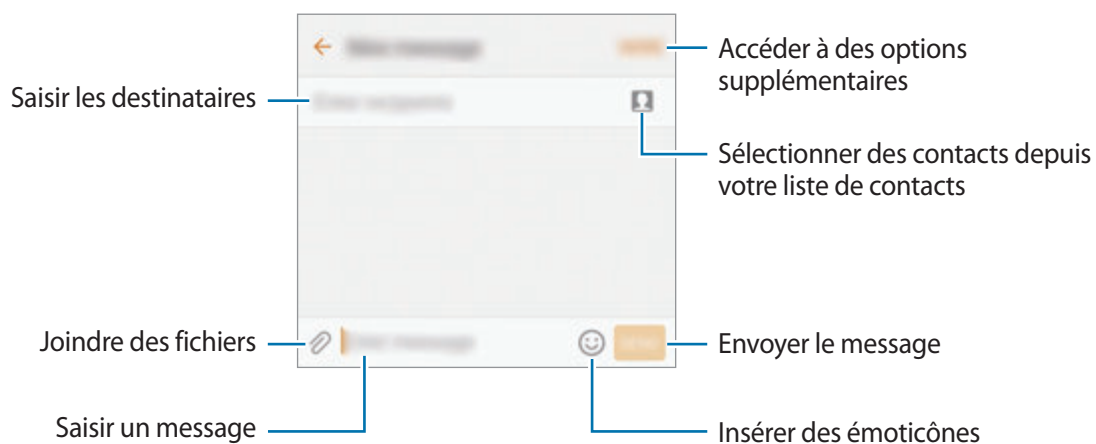 Accéder à des options
supplémentaires
Saisir les destinataires
Sélectionner des contacts depuis
votre liste de contacts
Joindre des fichiers
Envoyer le message
Saisir un message
Insérer des émoticônes